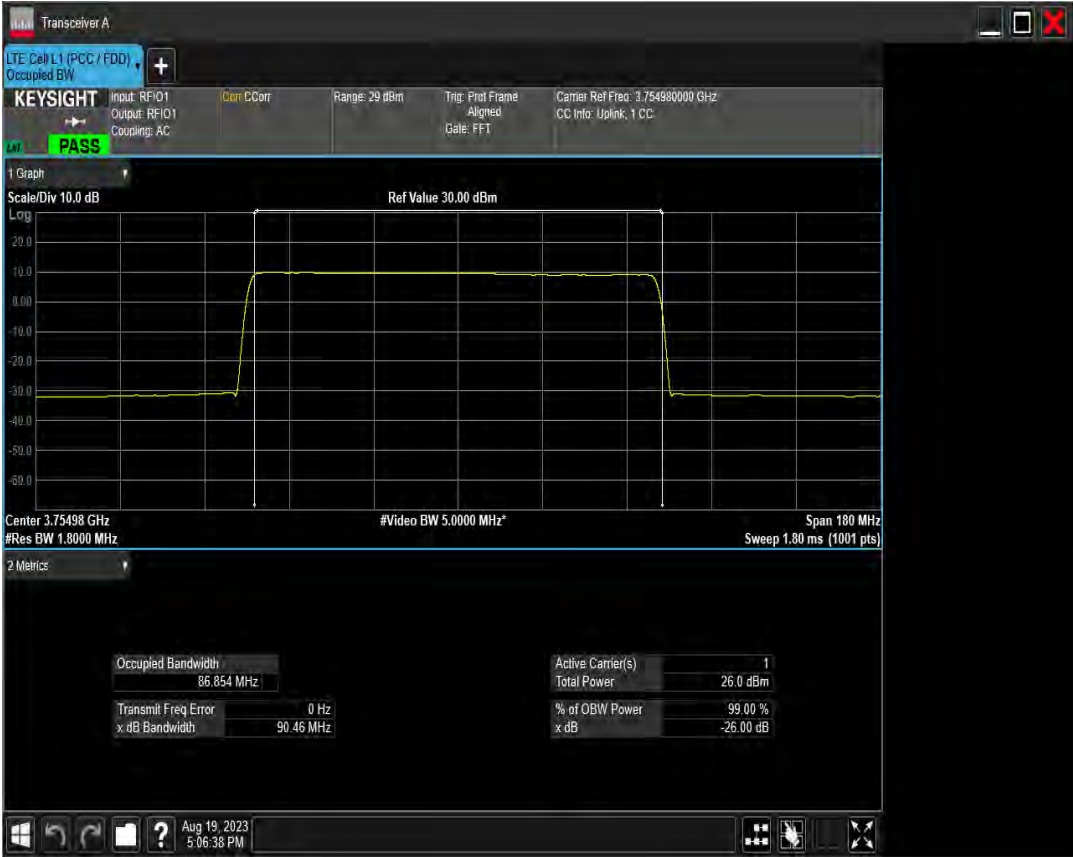 Transceiver A
LTE Cell L1 (PCC / FDD)
Occupied BW
+
KEYSIGHT
Input: RFIO1
Output: RFIO1
Coupling: AC
Corr CCorr
Range: 29 dBm
Trig: Prot Frame
Aligned
Gate: FFT
Carrier Ref Freq: 3.754980000 GHz
CC Info: Uplink, 1 CC
PASS
1 Graph
Scale/Div 10.0 dB
Ref Value 30.00 dBm
Log
20.0
10.0
0.00
-10.0
-20.0
-30.0
-40.0
-50.0
-60.0
Center 3.75498 GHz
#Video BW 5.0000 MHz*
Span 180 MHz
#Res BW 1.8000 MHz
Sweep 1.80 ms (1001 pts)
2 Metrics
Occupied Bandwidth
86.854 MHz
Transmit Freq Error 0 Hz
x dB Bandwidth 90.46 MHz
Active Carrier(s) 1
Total Power 26.0 dBm
% of OBW Power 99.00 %
x dB -26.00 dB
?
Aug 19, 2023
5:06:38 PM